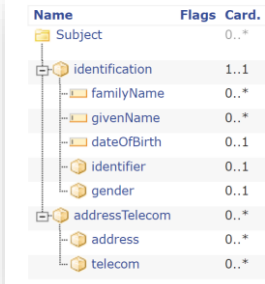 Name Flags Card.
Subject 0..*
identification 1..1
familyName 0..*
givenName 0..*
dateOfBirth 0..1
identifier 0..1
gender 0..1
addressTelecom 0..*
address 0..*
telecom 0..*